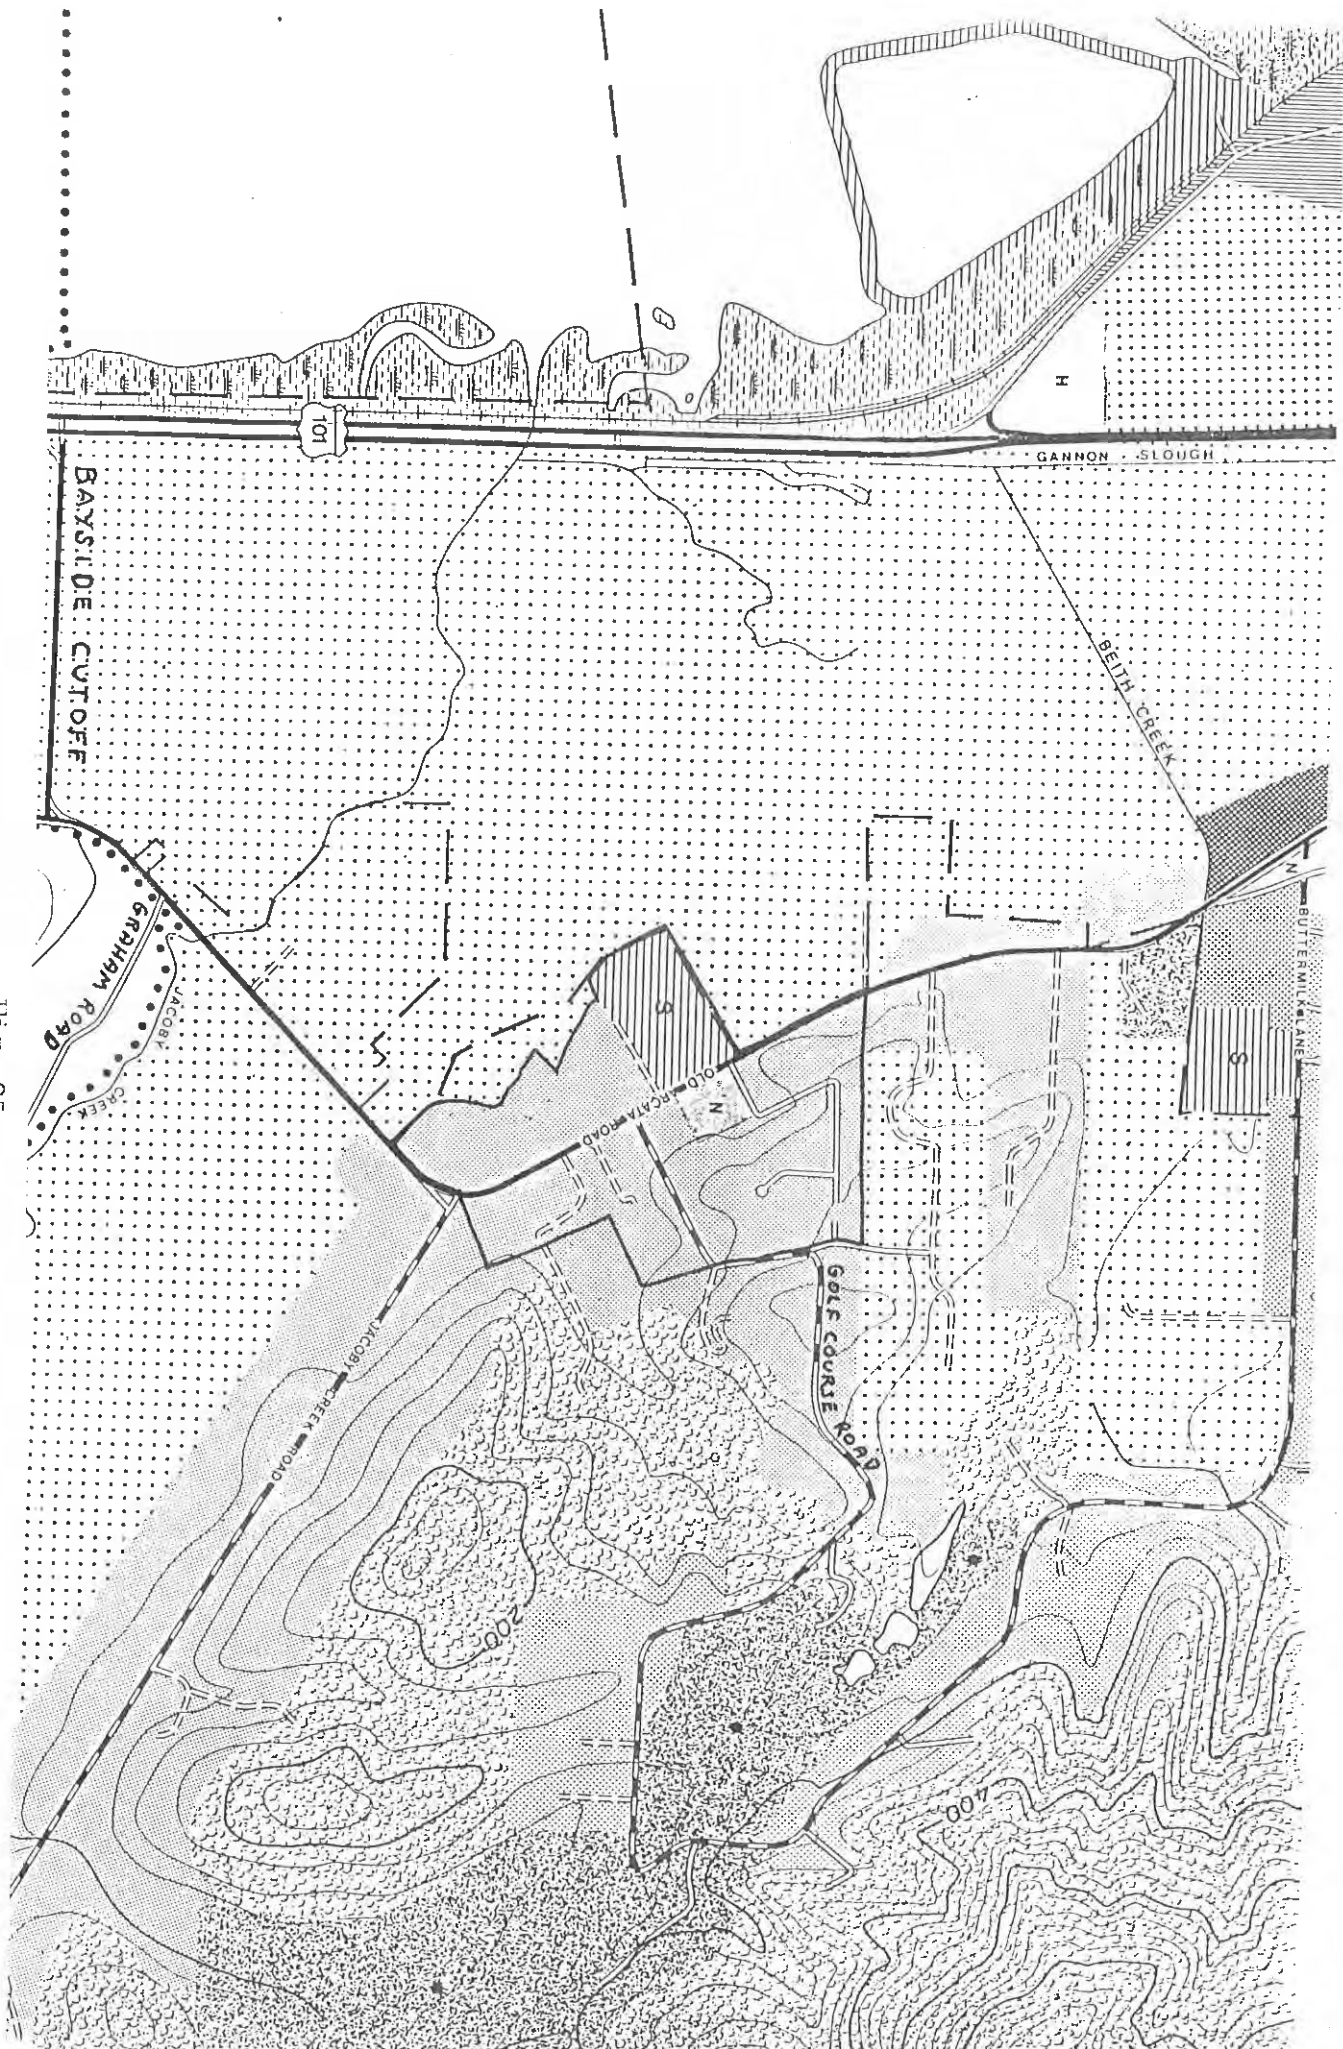 H
101
GANNON SLOUGH
BAYSIDE CUTOFF
BEITH CREEK
N
BUTTERMILK LANE
S
S
OLD ARCATA ROAD
N
GRAHAM ROAD
JACOBY CREEK
GOLF COURSE ROAD
JACOBY CREEK ROAD
200
400